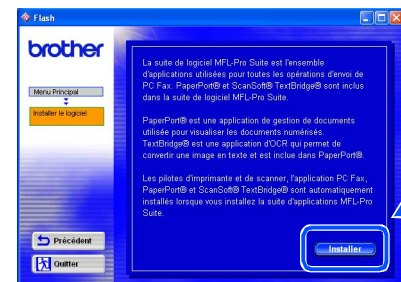 Flash
brother
Menu Principal
Installer le logiciel
La suite de logiciel MFL-Pro Suite est l'ensemble
d'applications utilisées pour toutes les opérations d'envoi de
PC Fax. PaperPort® et ScanSoft® TextBridge® sont inclus
dans la suite de logiciel MFL-Pro Suite.
PaperPort® est une application de gestion de documents
utilisée pour visualiser les documents numérisés.
TextBridge® est une application d'OCR qui permet de
convertir une image en texte et est incluse dans PaperPort®.
Les pilotes d'imprimante et de scanner, l'application PC Fax,
PaperPort® et ScanSoft® TextBridge® sont automatiquement
installés lorsque vous installez la suite d'applications MFL-Pro
Suite.
Précédent
Quitter
Installer